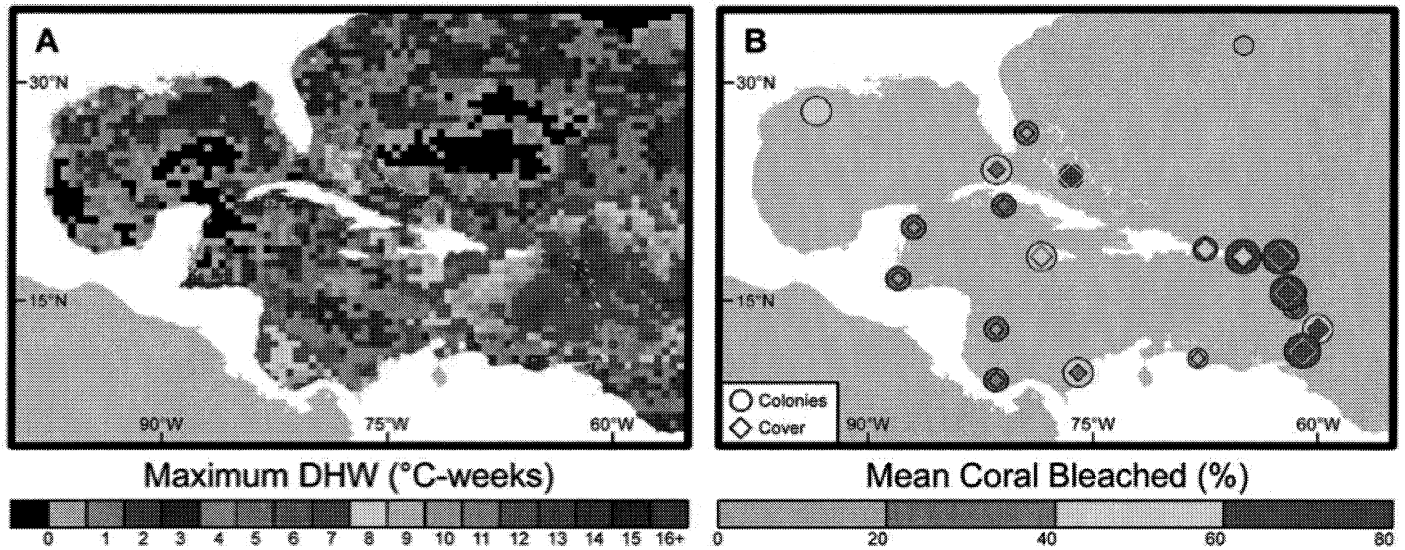 A
30°N
15°N
90°W 75°W 60°W
Maximum DHW (°C-weeks)
0 1 2 3 4 5 6 7 8 9 10 11 12 13 14 15 16+
B
30°N
15°N
Colonies
Cover
90°W 75°W 60°W
Mean Coral Bleached (%)
0 20 40 60 80